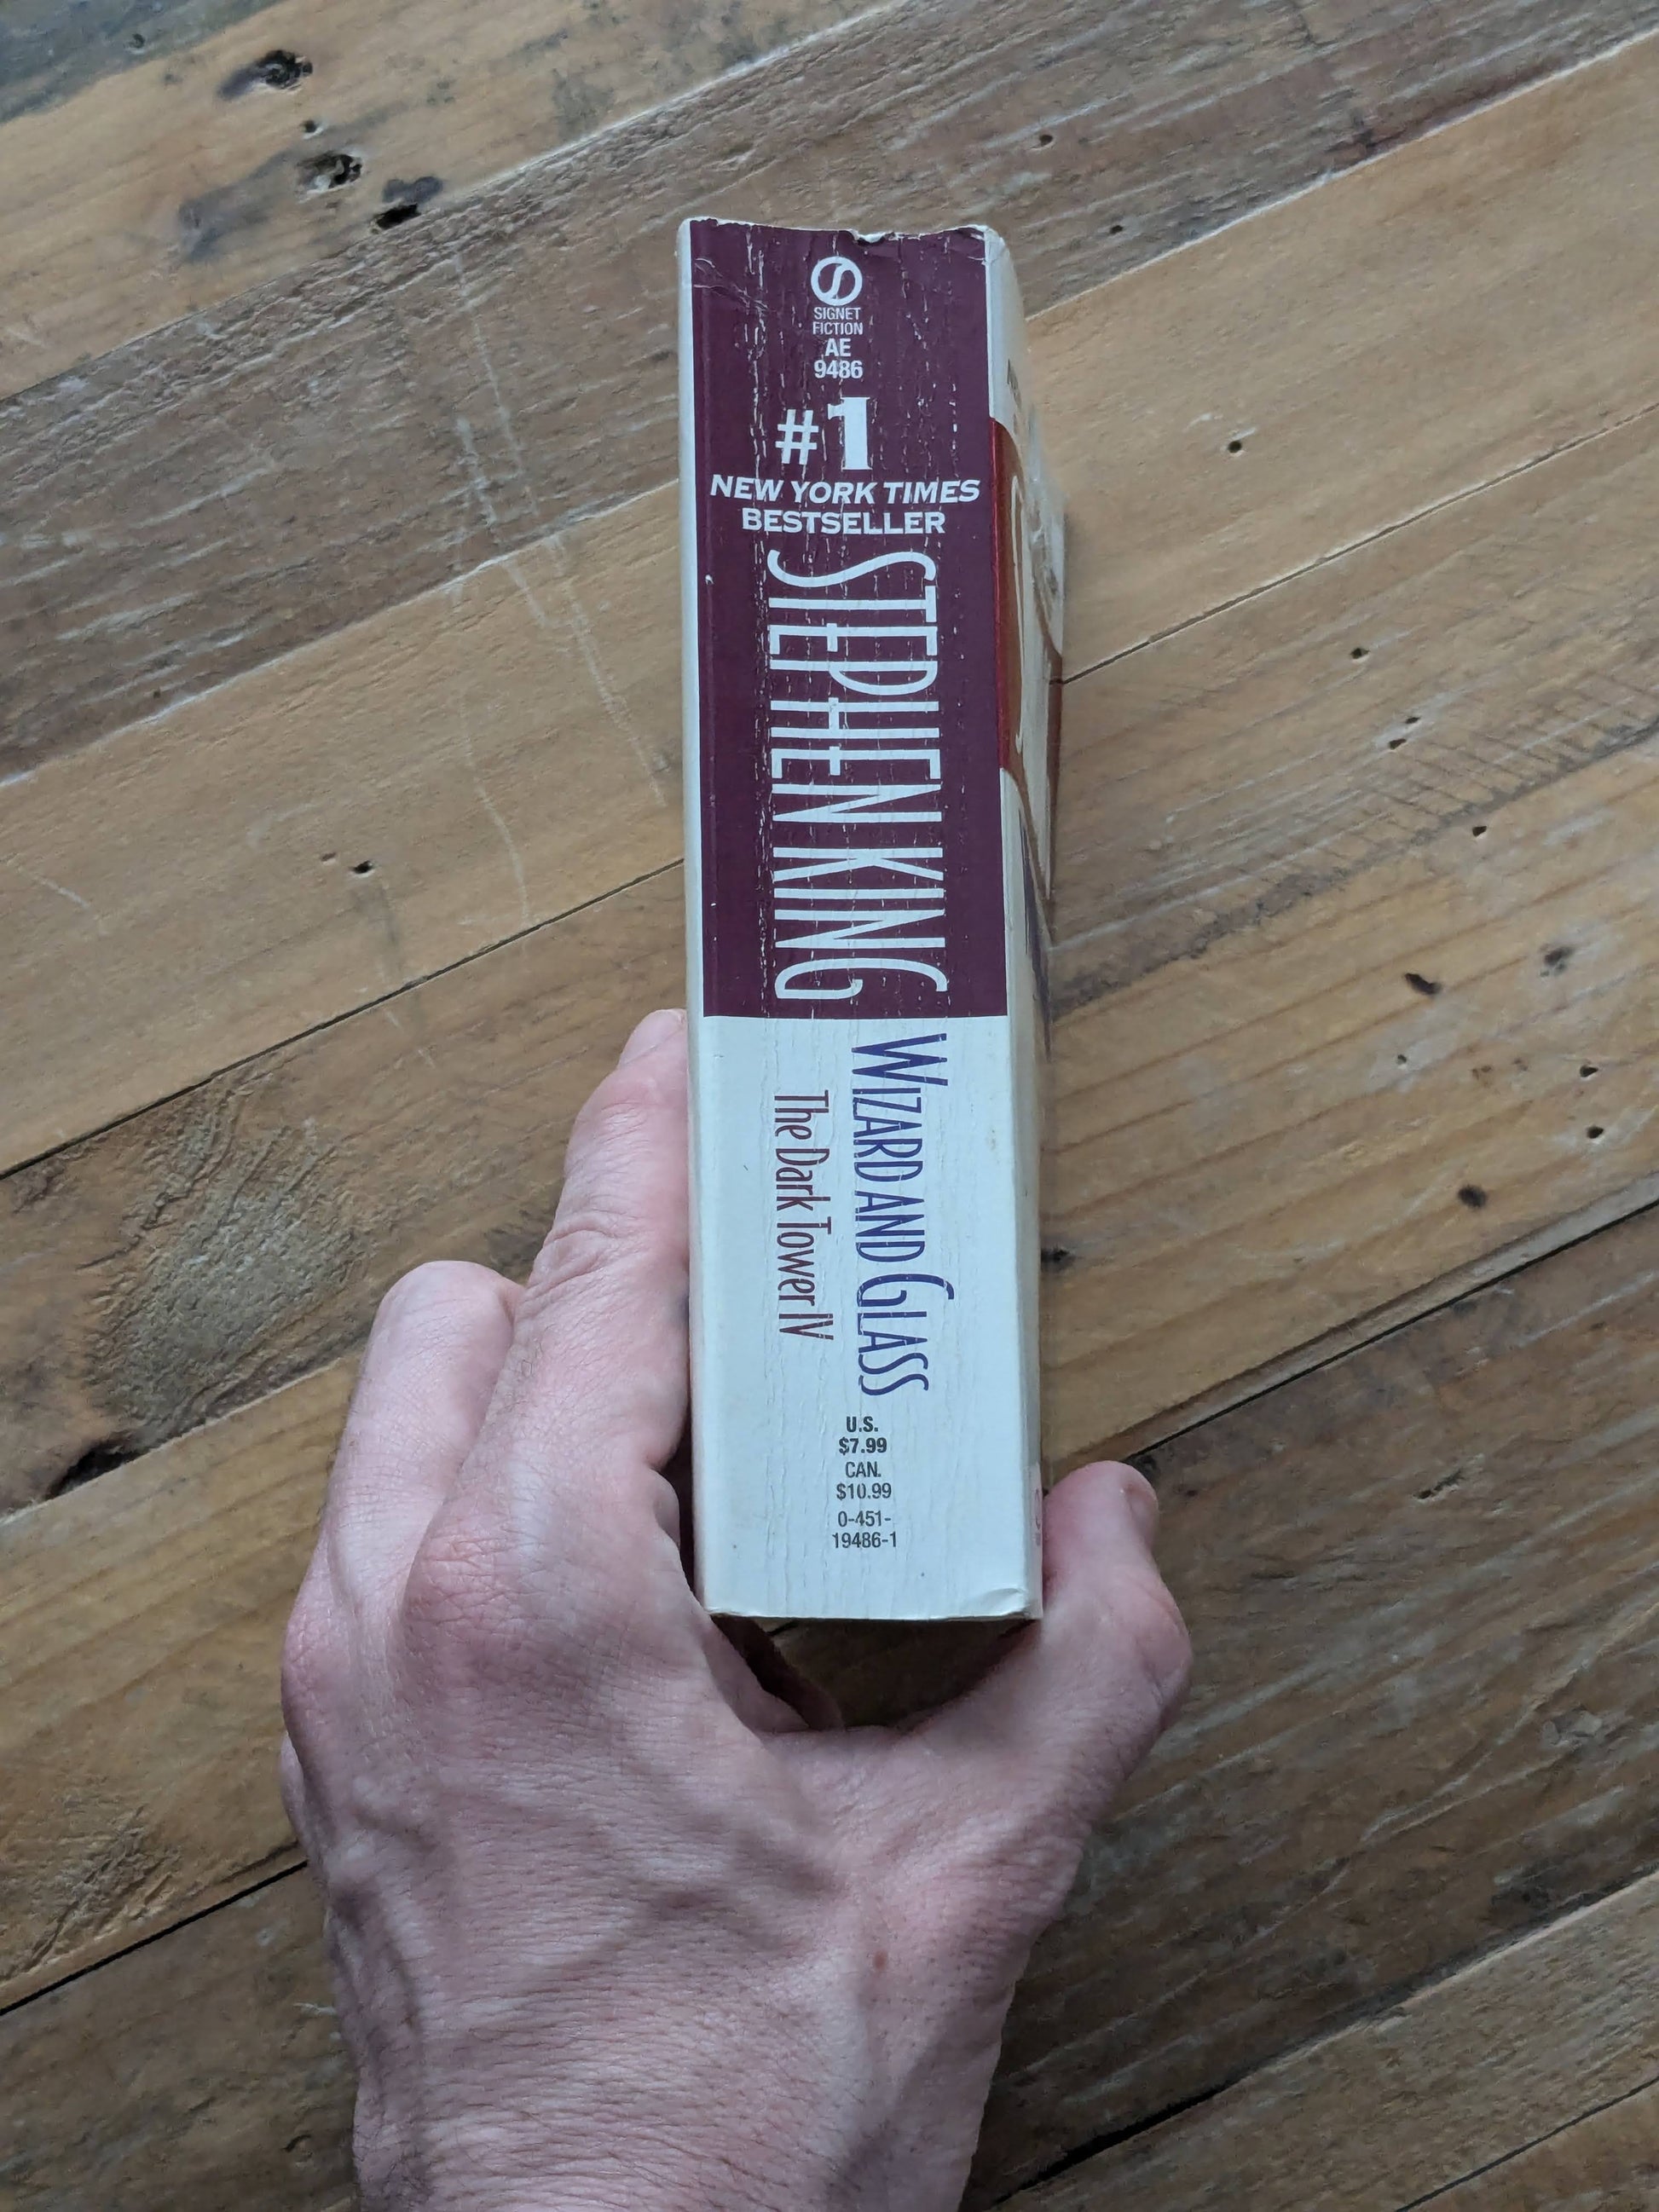 SIGNET
FICTION
AE
9486
#1
NEW YORK TIMES
BESTSELLER
STEPHEN KING
WIZARD AND GLASS
The Dark Tower IV
U.S.
$7.99
CAN.
$10.99
0-451-
19486-1